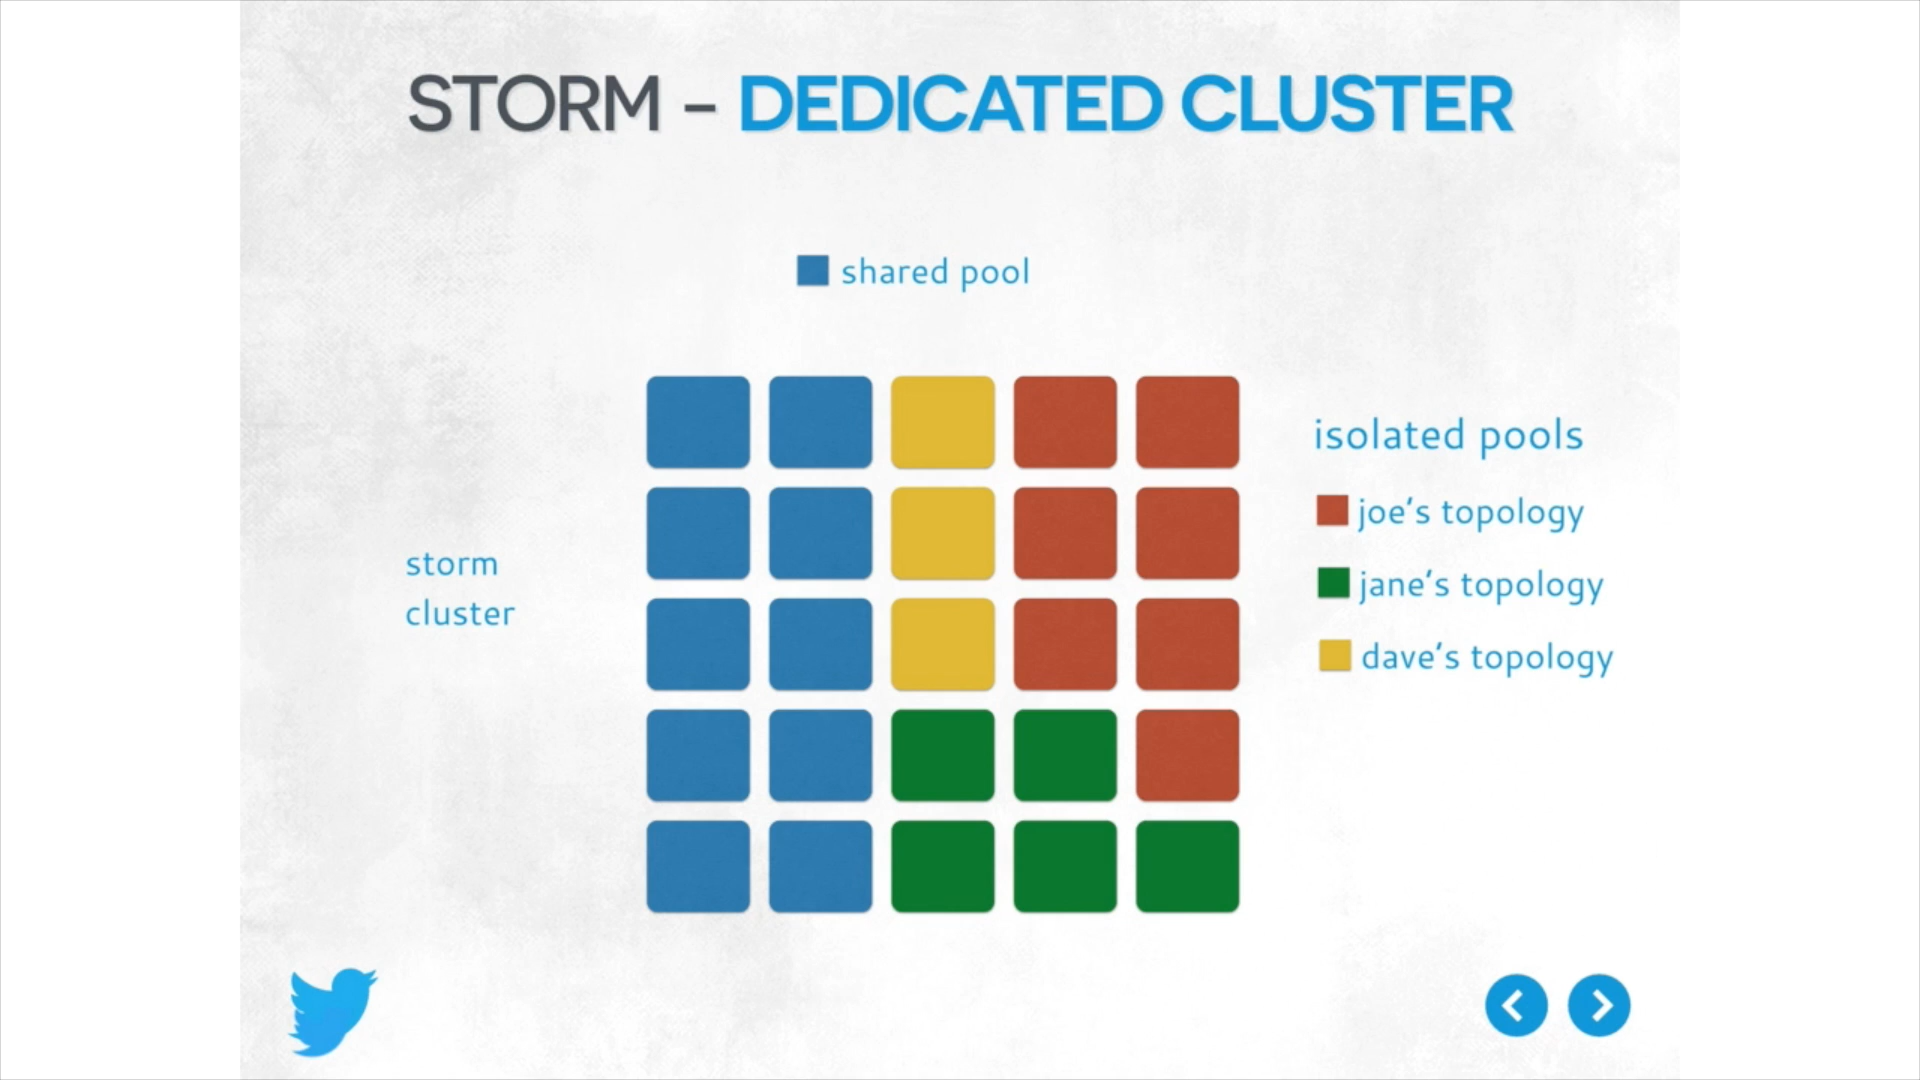 STORM – DEDICATED CLUSTER
shared pool
storm
cluster
isolated pools
joe's topology
jane's topology
dave's topology